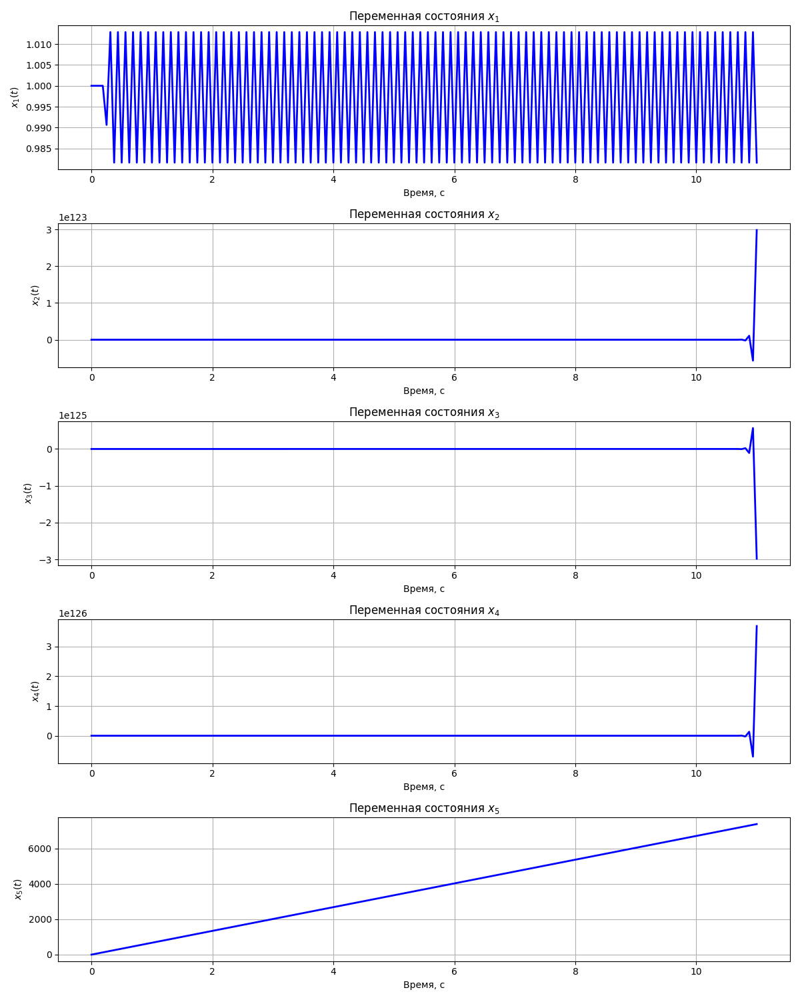 Переменная состояния x₁
1.010
1.005
1.000
0.995
0.990
0.985
x₁(t)
0 2 4 6 8 10
Время, с
Переменная состояния x₂
1e123
3
2
1
0
x₂(t)
0 2 4 6 8 10
Время, с
Переменная состояния x₃
1e125
0
−1
−2
−3
x₃(t)
0 2 4 6 8 10
Время, с
Переменная состояния x₄
1e126
3
2
1
0
x₄(t)
0 2 4 6 8 10
Время, с
Переменная состояния x₅
6000
4000
2000
0
x₅(t)
0 2 4 6 8 10
Время, с